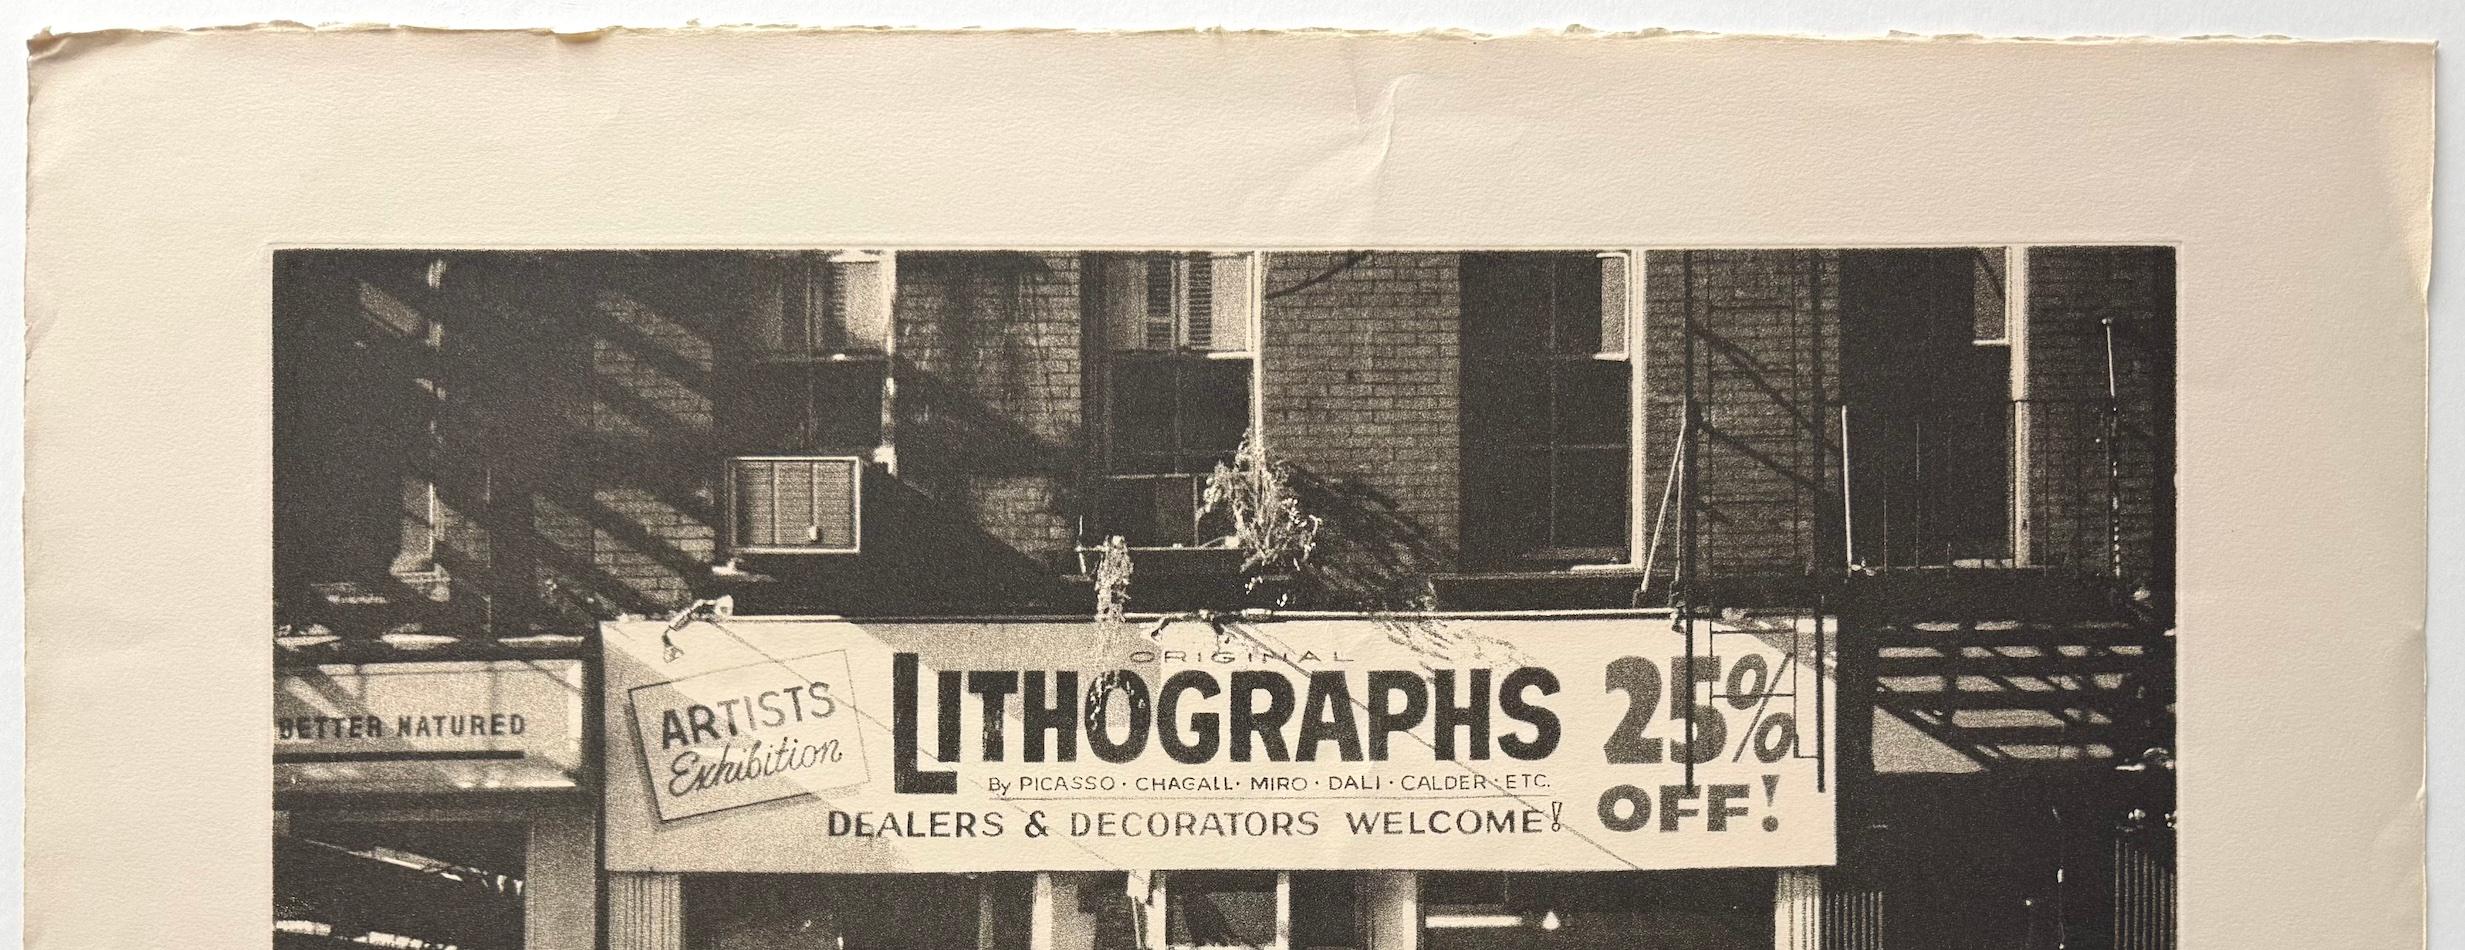 BETTER NATURED
ARTISTS
Exhibition
ORIGINAL
LITHOGRAPHS
By PICASSO · CHAGALL · MIRO · DALI · CALDER · ETC.
DEALERS & DECORATORS WELCOME!
25%
OFF!